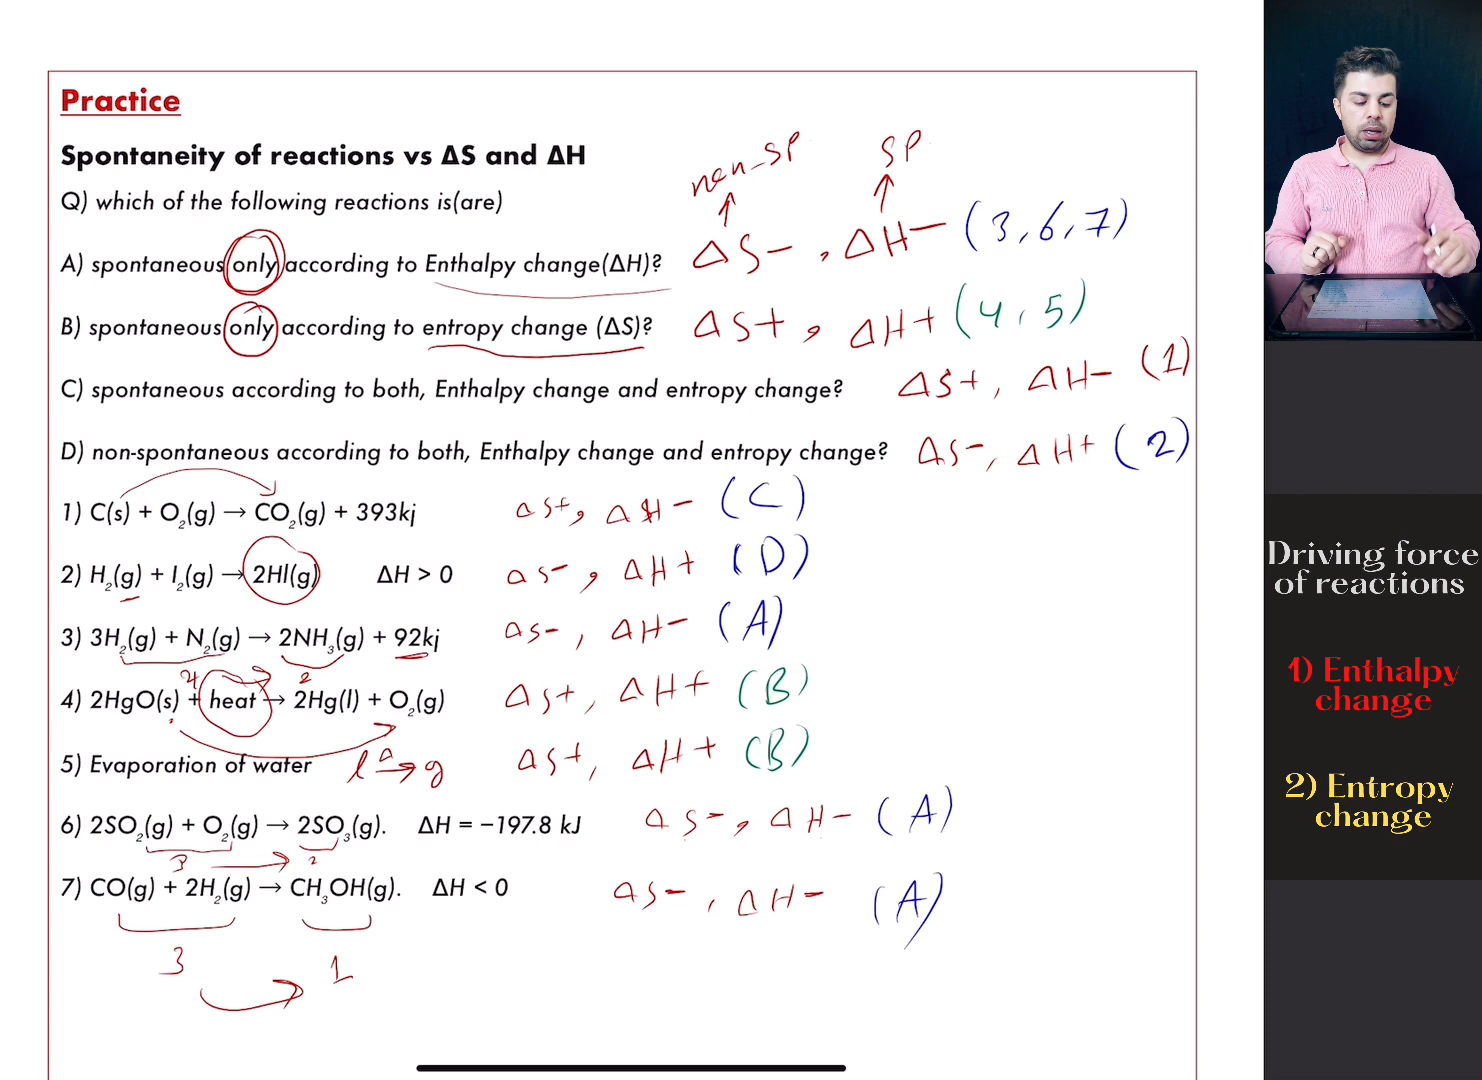 Practice
Spontaneity of reactions vs ΔS and ΔH
non-SP SP
Q) which of the following reactions is(are)
A) spontaneous only according to Enthalpy change(ΔH)? ΔS-, ΔH- (3,6,7)
B) spontaneous only according to entropy change (ΔS)? ΔS+, ΔH+ (4,5)
C) spontaneous according to both, Enthalpy change and entropy change? ΔS+, ΔH- (1)
D) non-spontaneous according to both, Enthalpy change and entropy change? ΔS-, ΔH+ (2)
1) C(s) + O₂(g) → CO₂(g) + 393kj ΔS+, ΔH- (C)
2) H₂(g) + I₂(g) → 2HI(g) ΔH > 0 ΔS-, ΔH+ (D)
3) 3H₂(g) + N₂(g) → 2NH₃(g) + 92kj ΔS-, ΔH- (A)
4 2
4) 2HgO(s) + heat → 2Hg(l) + O₂(g) ΔS+, ΔH+ (B)
5) Evaporation of water l Δ→ g ΔS+, ΔH+ (B)
6) 2SO₂(g) + O₂(g) → 2SO₃(g). ΔH = −197.8 kJ ΔS-, ΔH- (A)
3 → 2
7) CO(g) + 2H₂(g) → CH₃OH(g). ΔH < 0 ΔS-, ΔH- (A)
3 1
Driving force
of reactions
1) Enthalpy
change
2) Entropy
change